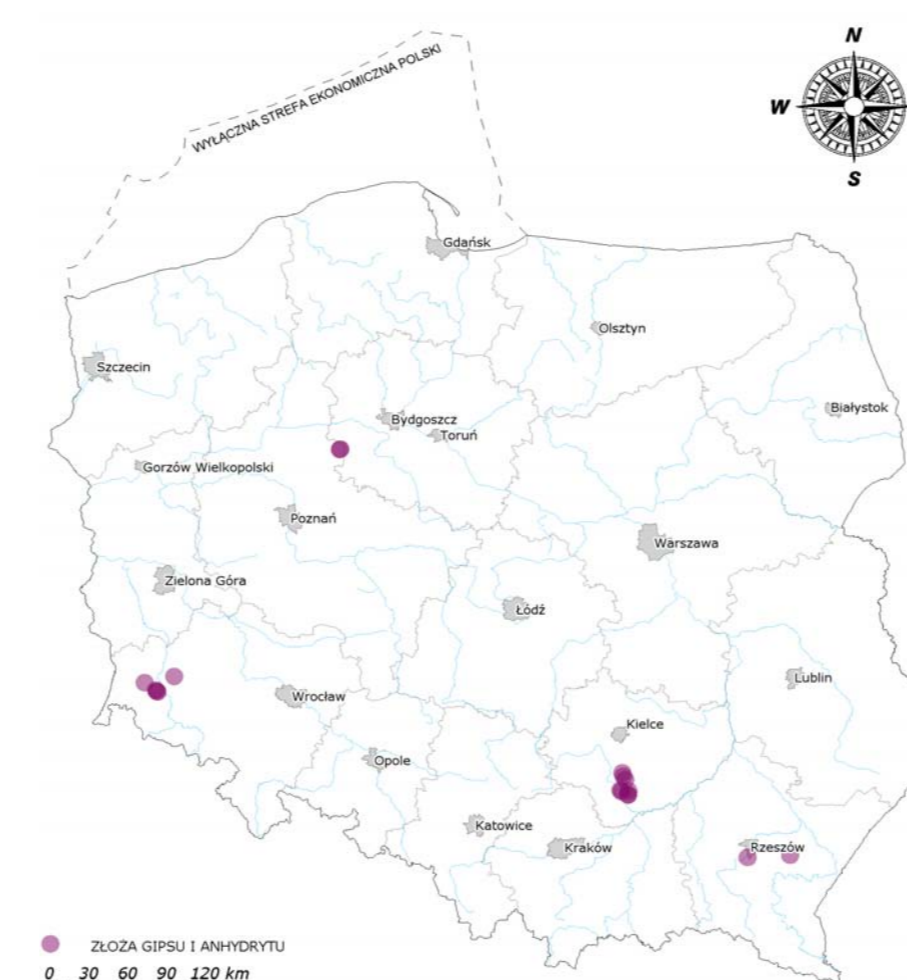 N
WYŁĄCZNA STREFA EKONOMICZNA POLSKI
W
S
Gdańsk
Olsztyn
Szczecin
Białystok
Bydgoszcz
Toruń
Gorzów Wielkopolski
Poznań
Warszawa
Zielona Góra
Łódź
Lublin
Wrocław
Kielce
Opole
Katowice
Kraków
Rzeszów
ZŁOŻA GIPSU I ANHYDRYTU
0 30 60 90 120 km